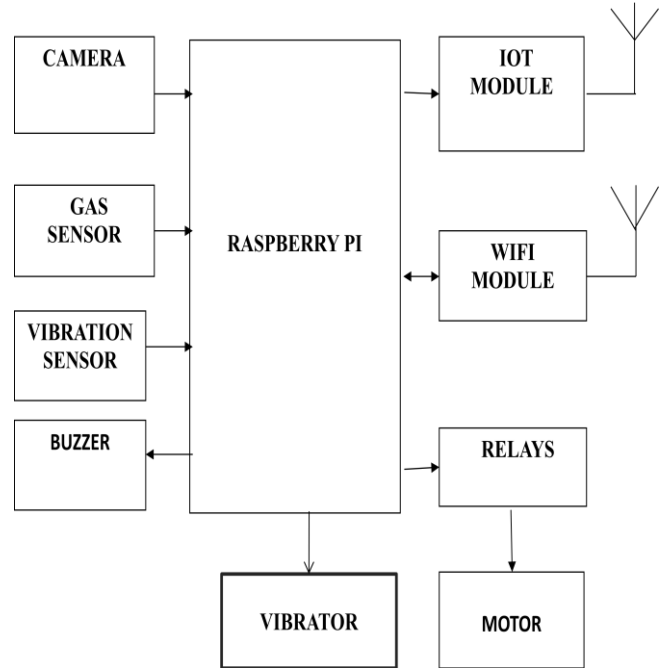 CAMERA
IOT
MODULE
GAS
SENSOR
RASPBERRY PI
WIFI
MODULE
VIBRATION
SENSOR
BUZZER
RELAYS
VIBRATOR
MOTOR